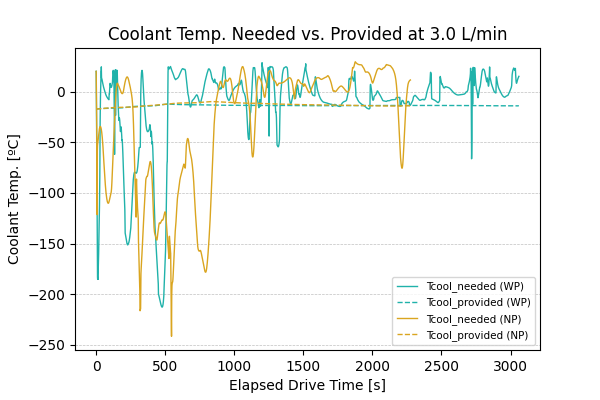 Coolant Temp. Needed vs. Provided at 3.0 L/min
Coolant Temp. [ºC]
0
−50
−100
−150
−200
−250
0
500
1000
1500
2000
2500
3000
Elapsed Drive Time [s]
Tcool_needed (WP)
Tcool_provided (WP)
Tcool_needed (NP)
Tcool_provided (NP)